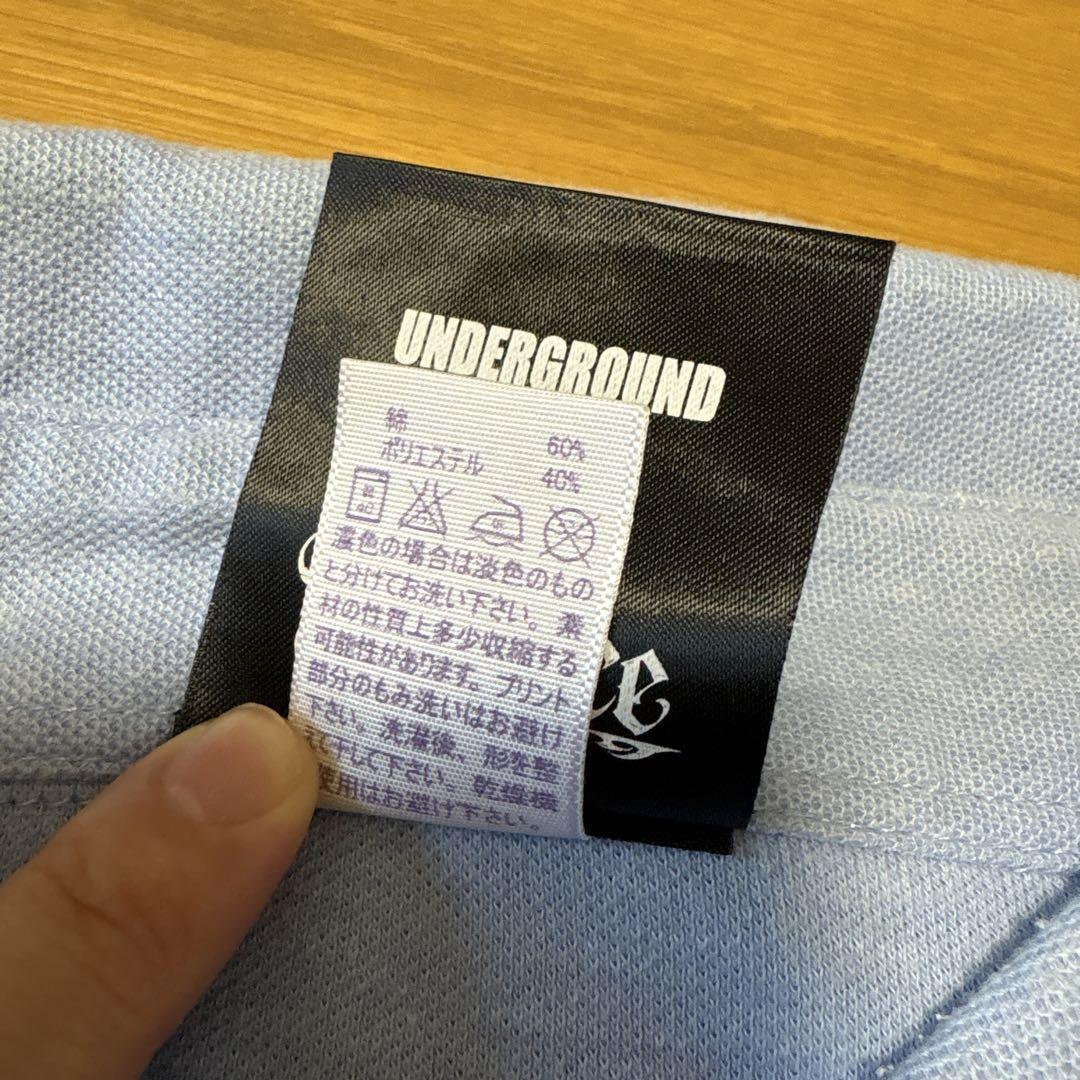 UNDERGROUND
綿 60%
ポリエステル 40%
濃色の場合は淡色のもの
と分けてお洗い下さい。素
材の性質上多少収縮する
可能性があります。プリント
部分のもみ洗いはお避け
下さい。洗濯後、形を整
干して下さい 乾燥機
使用はお避け下さい。